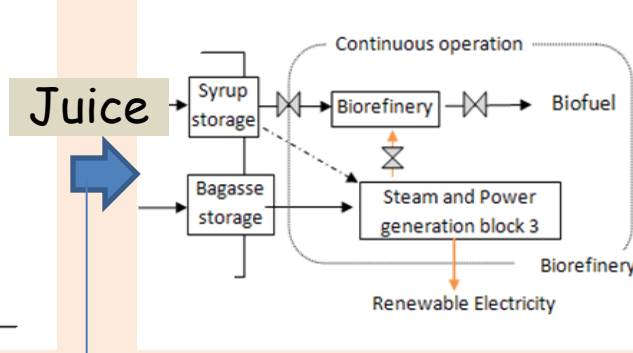 Continuous operation
Juice
Syrup
storage
Biorefinery
Biofuel
Bagasse
storage
Steam and Power
generation block 3
Biorefinery
Renewable Electricity